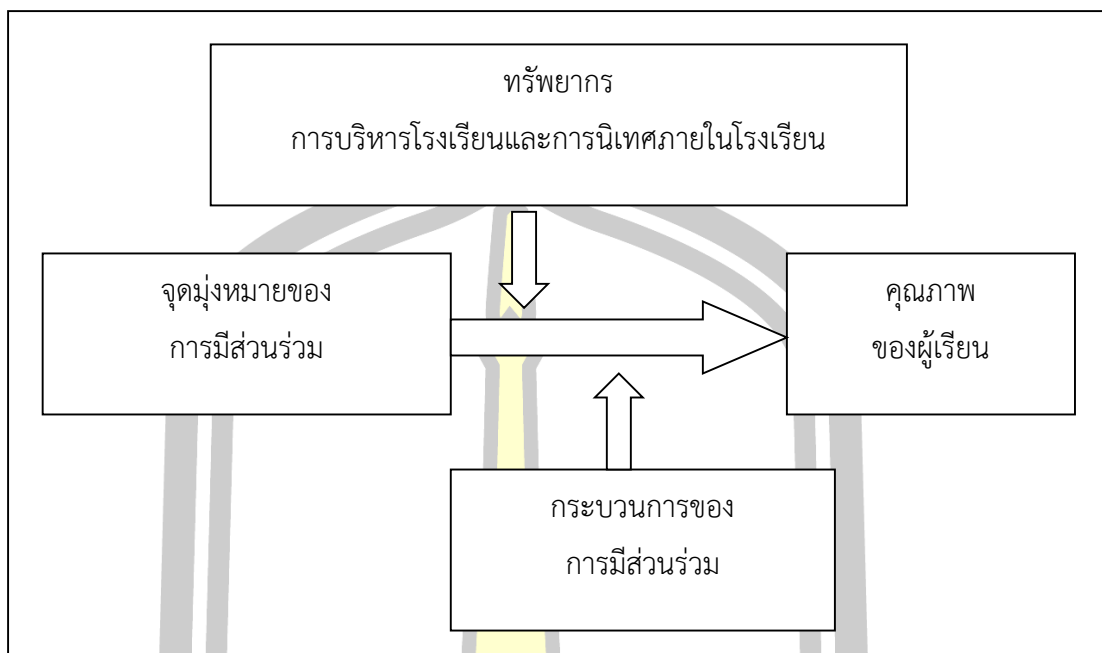 ทรัพยากร
การบริหารโรงเรียนและการนิเทศภายในโรงเรียน
จุดมุ่งหมายของ
การมีส่วนร่วม
คุณภาพ
ของผู้เรียน
กระบวนการของ
การมีส่วนร่วม